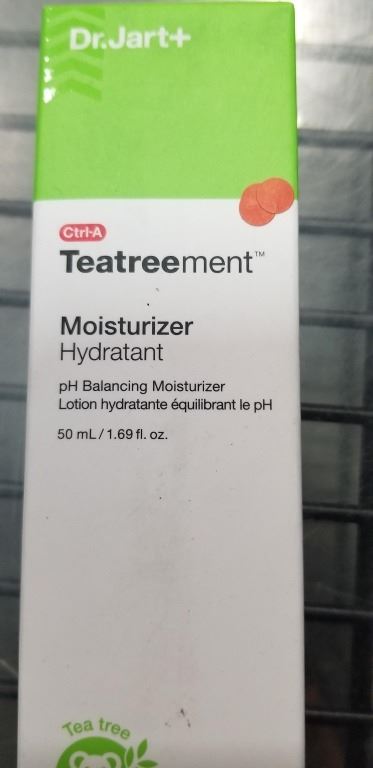 Dr.Jart+
Ctrl-A
Teatreement™
Moisturizer
Hydratant
pH Balancing Moisturizer
Lotion hydratante équilibrant le pH
50 mL / 1.69 fl. oz.
Tea tree